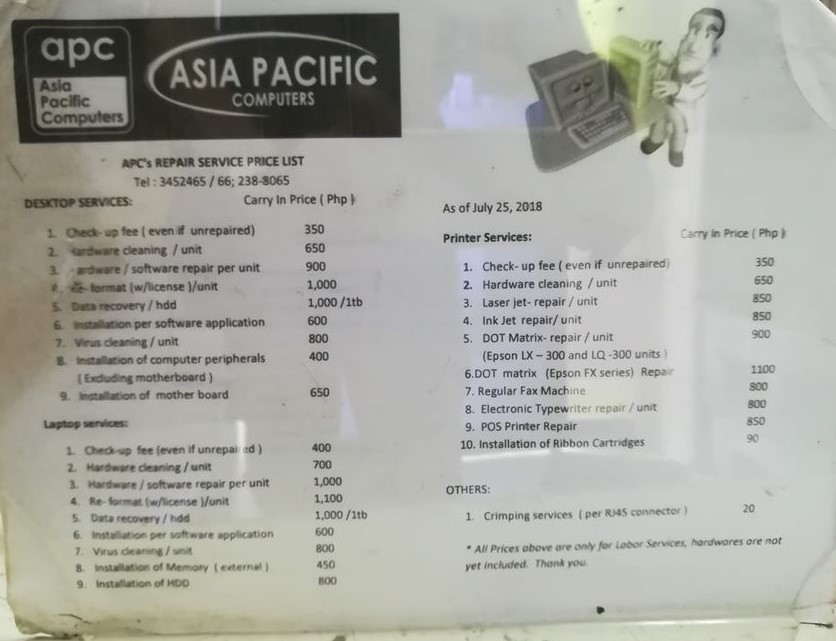 apc
Asia
Pacific
Computers
ASIA PACIFIC
COMPUTERS
APC's REPAIR SERVICE PRICE LIST
Tel : 3452465 / 66; 238-8065
DESKTOP SERVICES: Carry In Price ( Php )
1. Check- up fee ( even if unrepaired) 350
2. Hardware cleaning / unit 650
3. Hardware / software repair per unit 900
4. Re- format (w/license )/unit 1,000
5. Data recovery / hdd 1,000 /1tb
6. Installation per software application 600
7. Virus cleaning / unit 800
8. Installation of computer peripherals 400
( Excluding motherboard )
9. Installation of mother board 650
Laptop services:
1. Check-up fee (even if unrepaired ) 400
2. Hardware cleaning / unit 700
3. Hardware / software repair per unit 1,000
4. Re- format (w/license )/unit 1,100
5. Data recovery / hdd 1,000 /1tb
6. Installation per software application 600
7. Virus cleaning / unit 800
8. Installation of Memory ( external ) 450
9. Installation of HDD 800
As of July 25, 2018
Printer Services: Carry In Price ( Php )
1. Check- up fee ( even if unrepaired) 350
2. Hardware cleaning / unit 650
3. Laser jet- repair / unit 850
4. Ink Jet repair/ unit 850
5. DOT Matrix- repair / unit 900
(Epson LX – 300 and LQ -300 units )
6.DOT matrix (Epson FX series) Repair 1100
7. Regular Fax Machine 800
8. Electronic Typewriter repair / unit 800
9. POS Printer Repair 850
10. Installation of Ribbon Cartridges 90
OTHERS:
1. Crimping services ( per RJ45 connector ) 20
* All Prices above are only for Labor Services, hardwares are not
yet included. Thank you.